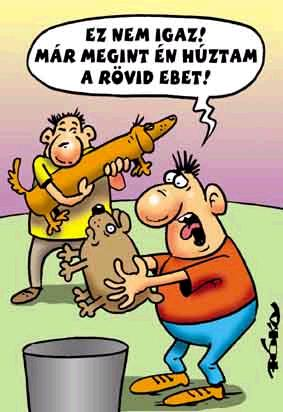 EZ NEM IGAZ!
MÁR MEGINT ÉN HÚZTAM
A RÖVID EBET!